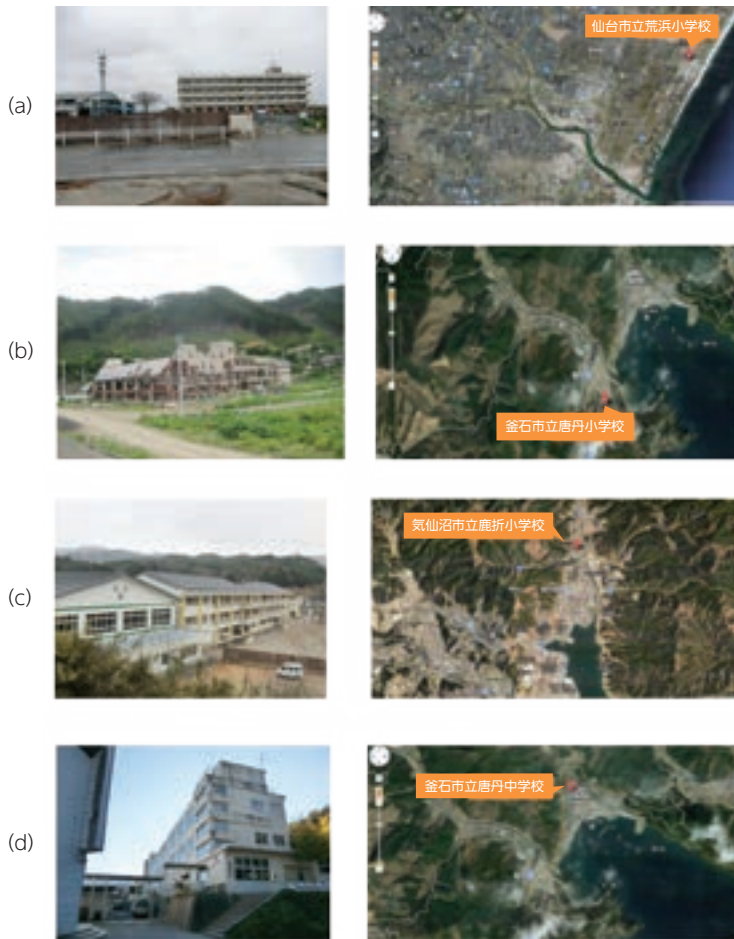 仙台市立荒浜小学校
(a)
(b)
釜石市立唐丹小学校
気仙沼市立鹿折小学校
(c)
釜石市立唐丹中学校
(d)